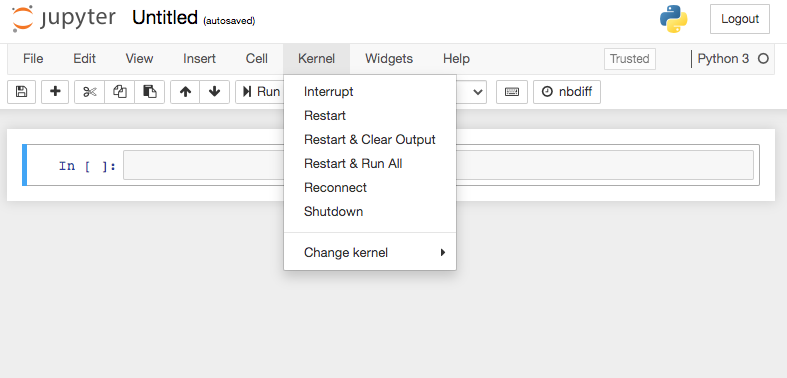 jupyter Untitled (autosaved) Logout
File Edit View Insert Cell Kernel Widgets Help Trusted Python 3
Run nbdiff
Interrupt
Restart
Restart & Clear Output
In [ ]:
Restart & Run All
Reconnect
Shutdown
Change kernel